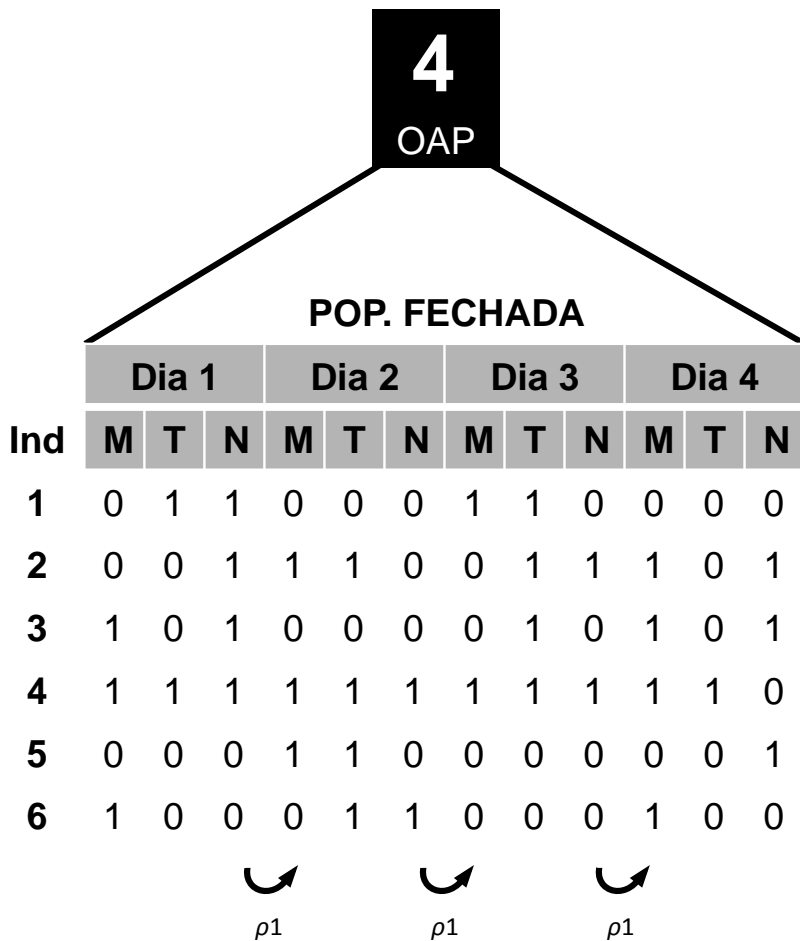 4
OAP
POP. FECHADA
Dia 1 Dia 2 Dia 3 Dia 4
Ind M T N M T N M T N M T N
1 0 1 1 0 0 0 1 1 0 0 0 0
2 0 0 1 1 1 0 0 1 1 1 0 1
3 1 0 1 0 0 0 0 1 0 1 0 1
4 1 1 1 1 1 1 1 1 1 1 1 0
5 0 0 0 1 1 0 0 0 0 0 0 1
6 1 0 0 0 1 1 0 0 0 1 0 0
ρ1 ρ1 ρ1